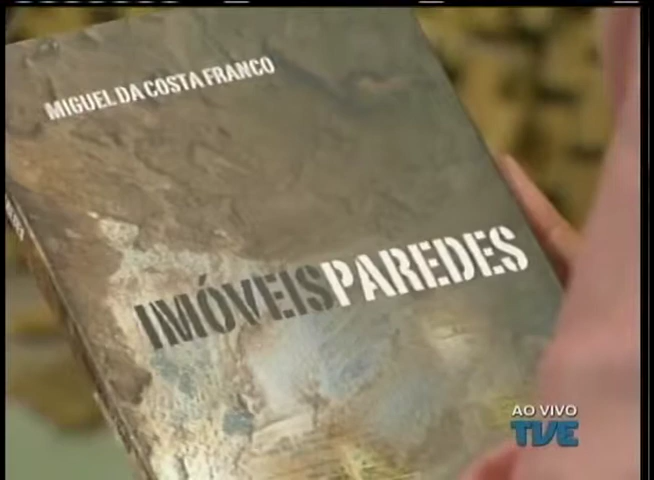 MIGUEL DA COSTA FRANCO
IMÓVEISPAREDES
AO VIVO
TVE